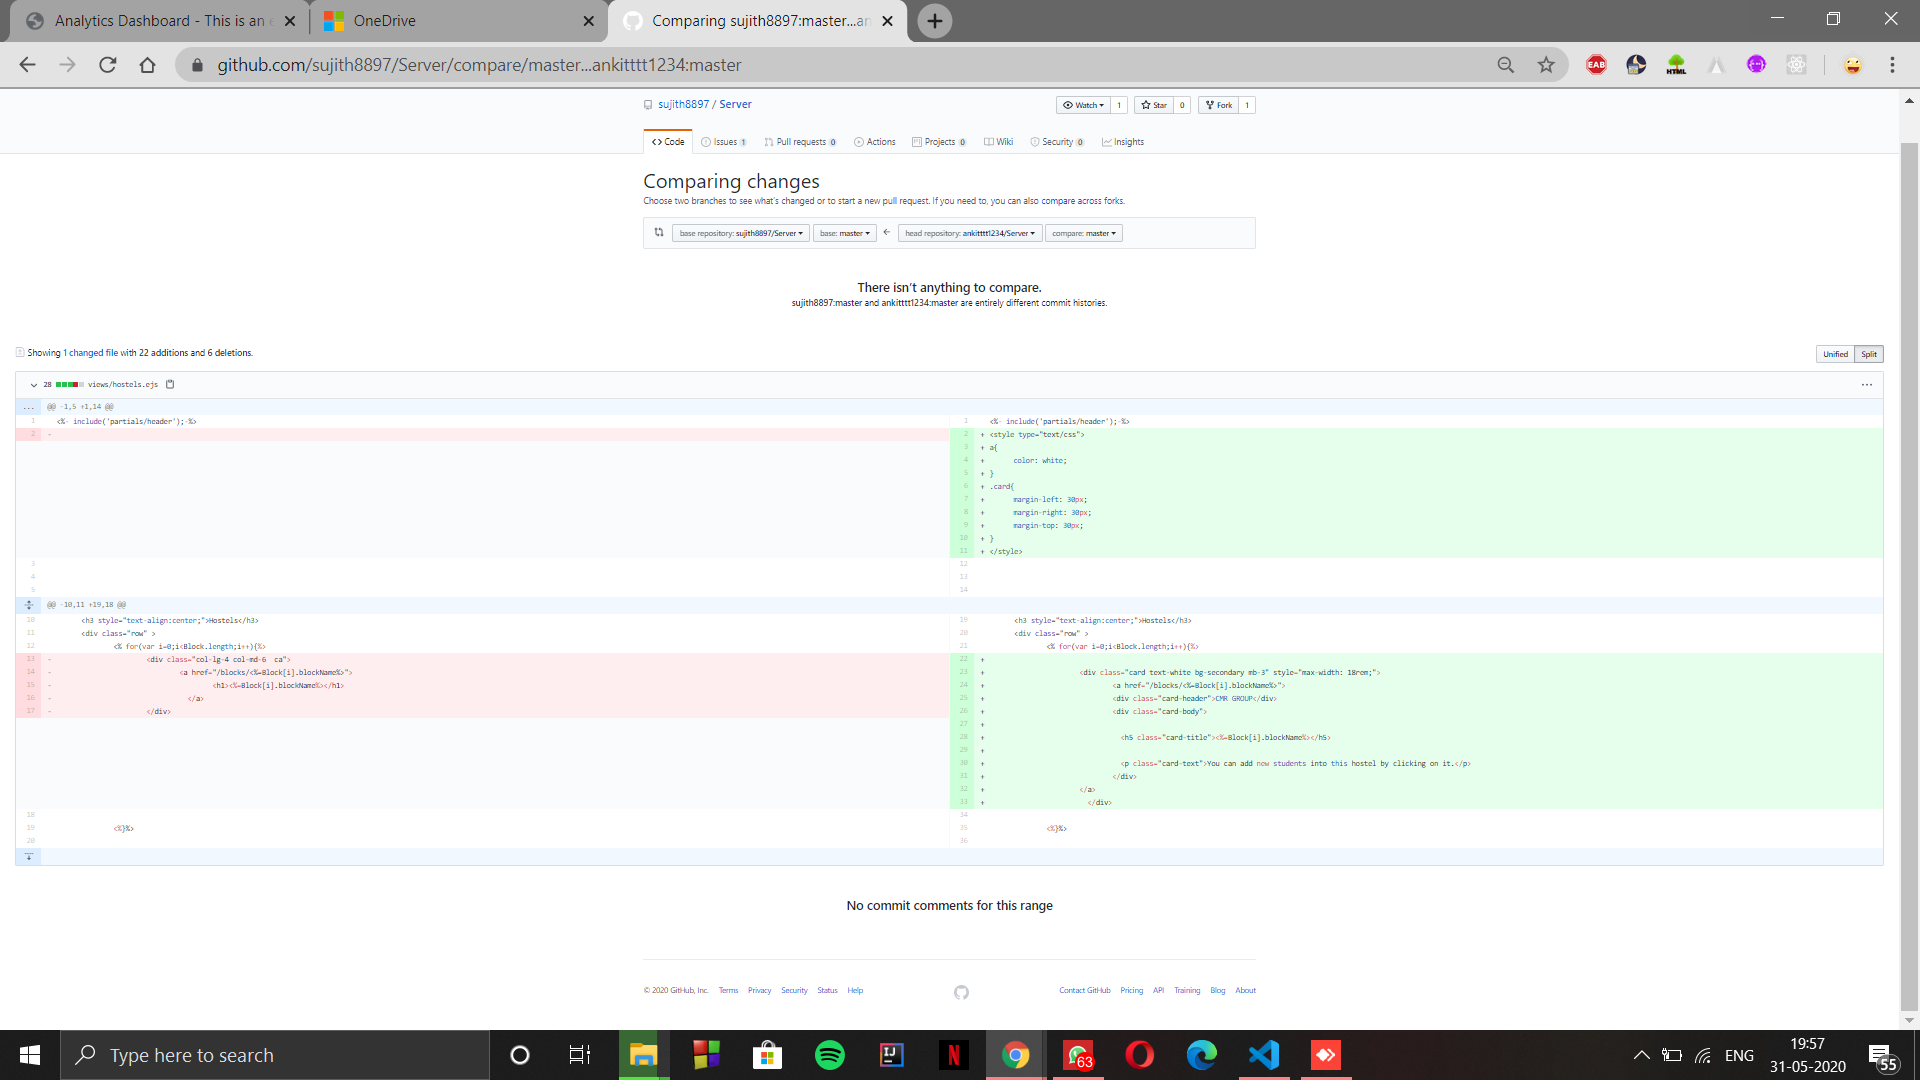 Analytics Dashboard - This is an e
OneDrive
Comparing sujith8897:master...an
github.com/sujith8897/Server/compare/master...ankitttt1234:master
EAB
HTML
sujith8897 / Server
Watch 1
Star 0
Fork 1
Code
Issues 1
Pull requests 0
Actions
Projects 0
Wiki
Security 0
Insights
Comparing changes
Choose two branches to see what's changed or to start a new pull request. If you need to, you can also compare across forks.
base repository: sujith8897/Server
base: master
head repository: ankitttt1234/Server
compare: master
There isn't anything to compare.
sujith8897:master and ankitttt1234:master are entirely different commit histories.
Showing 1 changed file with 22 additions and 6 deletions.
Unified Split
28 views/hostels.ejs
...
@@ -1,5 +1,14 @@
1 <%- include('partials/header');-%> 1 <%- include('partials/header');-%>
2 - 2 + <style type="text/css">
3 + a{
4 + color: white;
5 + }
6 + .card{
7 + margin-left: 30px;
8 + margin-right: 30px;
9 + margin-top: 30px;
10 + }
11 + </style>
3 12
4 13
5 14
@@ -10,11 +19,18 @@
10 <h3 style="text-align:center;">Hostels</h3> 19 <h3 style="text-align:center;">Hostels</h3>
11 <div class="row" > 20 <div class="row" >
12 <% for(var i=0;i<Block.length;i++){%> 21 <% for(var i=0;i<Block.length;i++){%>
13 - <div class="col-lg-4 col-md-6  ca"> 22 +
14 - <a href="/blocks/<%=Block[i].blockName%>"> 23 + <div class="card text-white bg-secondary mb-3" style="max-width: 18rem;">
15 - <h1><%=Block[i].blockName%></h1> 24 + <a href="/blocks/<%=Block[i].blockName%>">
16 - </a> 25 + <div class="card-header">CMR GROUP</div>
17 - </div> 26 + <div class="card-body">
27 +
28 + <h5 class="card-title"><%=Block[i].blockName%></h5>
29 +
30 + <p class="card-text">You can add new students into this hostel by clicking on it.</p>
31 + </div>
32 + </a>
33 + </div>
18 34
19 <%}%> 35 <%}%>
20 36
No commit comments for this range
© 2020 GitHub, Inc. Terms Privacy Security Status Help
Contact GitHub Pricing API Training Blog About
Type here to search
IJ
N
63
ENG
19:57
31-05-2020
55